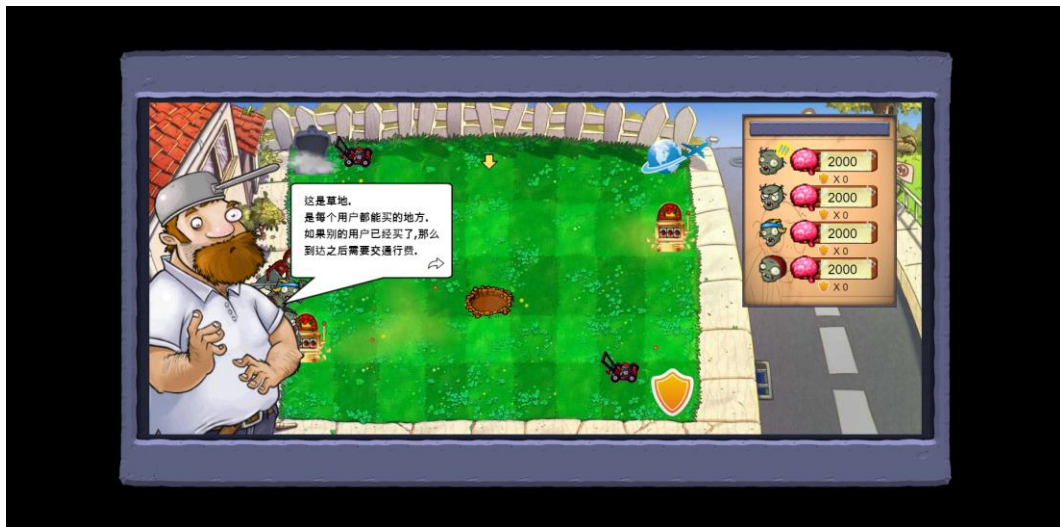 这是草地.
是每个用户都能买的地方.
如果别的用户已经买了,那么
到达之后需要交通行费.
2000
X 0
2000
X 0
2000
X 0
2000
X 0